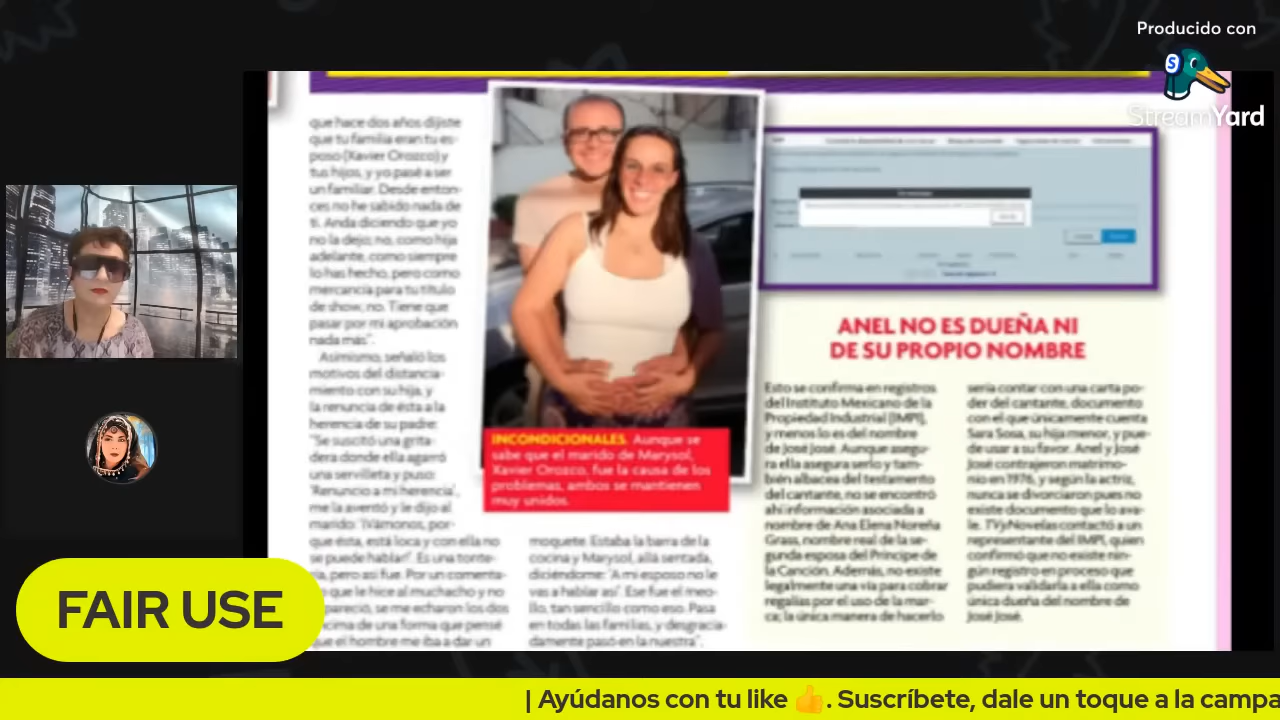 Producido con
StreamYard
que hace dos años dijiste
que tu familia eran tu es-
poso (Xavier Orozco) y
tus hijos, y yo pasé a ser
un familiar. Desde enton-
ces no he sabido nada de
ti. Anda diciendo que yo
no la dejo; no, como hija
adelante, como siempre
lo has hecho, pero como
mercancía para tu título
de show, no. Tiene que
pasar por mi aprobación
nada más".
Asimismo, señaló los
motivos del distancia-
miento con su hija, y
la renuncia de ésta a la
herencia de su padre:
"Se suscitó una grita-
dera donde ella agarró
una servilleta y puso:
'Renuncio a mi herencia',
me la aventó y le dijo al
marido: '¡Vámonos, por-
que ésta, está loca y con ella no
se puede hablar!'. Es una tonte-
ía, pero así fue. Por un comenta-
o que le hice al muchacho y no
pareció, se me echaron los dos
cima de una forma que pensé
que el hombre me iba a dar un
INCONDICIONALES. Aunque se
sabe que el marido de Marysol,
Xavier Orozco, fue la causa de los
problemas, ambos se mantienen
muy unidos.
moquete. Estaba la barra de la
cocina y Marysol, allá sentada,
diciéndome: 'A mi esposo no le
vas a hablar así'. Ese fue el meo-
llo, tan sencillo como eso. Pasa
en todas las familias, y desgracia-
damente pasó en la nuestra".
ANEL NO ES DUEÑA NI
DE SU PROPIO NOMBRE
Esto se confirma en registros
del Instituto Mexicano de la
Propiedad Industrial (IMPI),
y menos lo es del nombre
de José José. Aunque asegu-
ra ella asegura serlo y tam-
bién albacea del testamento
del cantante, no se encontró
ahí información asociada a
nombre de Ana Elena Noreña
Grass, nombre real de la se-
gunda esposa del Príncipe de
la Canción. Además, no existe
legalmente una vía para cobrar
regalías por el uso de la mar-
ca; la única manera de hacerlo
sería contar con una carta po-
der del cantante, documento
con el que únicamente cuenta
Sara Sosa, su hija menor, y pue-
de usar a su favor. Anel y José
José contrajeron matrimo-
nio en 1976, y según la actriz,
nunca se divorciaron pues no
existe documento que lo ava-
le. TVyNovelas contactó a un
representante del IMPI, quien
confirmó que no existe nin-
gún registro en proceso que
pudiera validarla a ella como
única dueña del nombre de
José José.
FAIR USE
| Ayúdanos con tu like 👍. Suscríbete, dale un toque a la campa